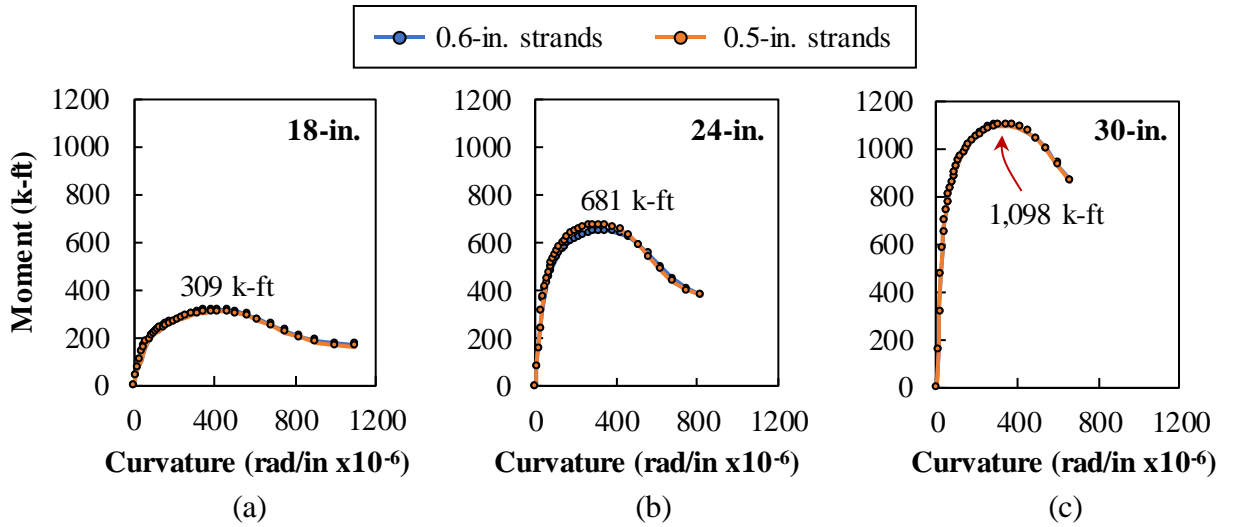 0.6-in. strands 0.5-in. strands
Moment (k-ft)
1200
1000
800
600
400
200
0
18-in.
309 k-ft
0 400 800 1200
Curvature (rad/in x10⁻⁶)
(a)
1200
1000
800
600
400
200
0
24-in.
681 k-ft
0 400 800 1200
Curvature (rad/in x10⁻⁶)
(b)
1200
1000
800
600
400
200
0
30-in.
1,098 k-ft
0 400 800 1200
Curvature (rad/in x10⁻⁶)
(c)